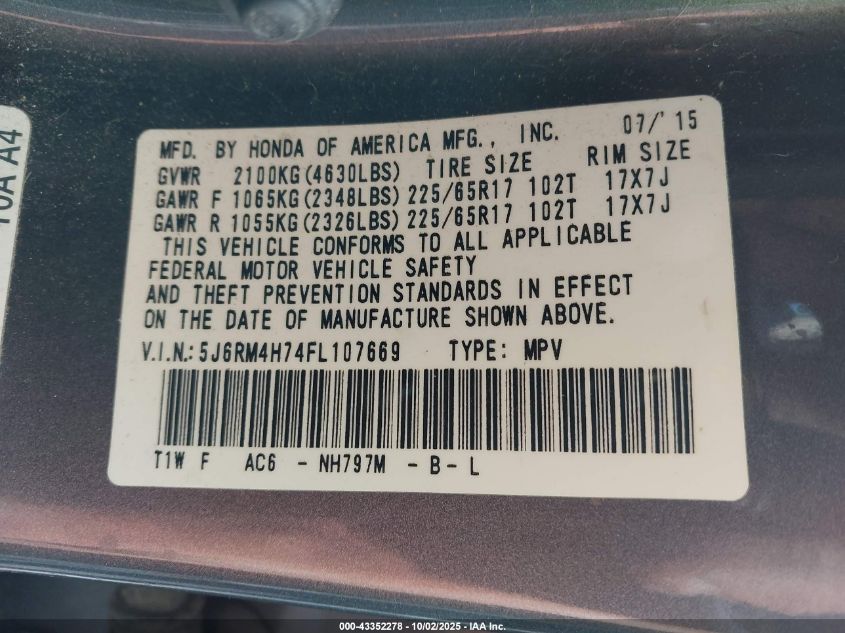 MFD. BY HONDA OF AMERICA MFG., INC. 07/'15
GVWR 2100KG(4630LBS) TIRE SIZE RIM SIZE
GAWR F 1065KG(2348LBS) 225/65R17 102T 17X7J
GAWR R 1055KG(2326LBS) 225/65R17 102T 17X7J
THIS VEHICLE CONFORMS TO ALL APPLICABLE
FEDERAL MOTOR VEHICLE SAFETY
AND THEFT PREVENTION STANDARDS IN EFFECT
ON THE DATE OF MANUFACTURE SHOWN ABOVE.
V.I.N.: 5J6RM4H74FL107669 TYPE: MPV
T1W F AC6 - NH797M - B - L
10A A4
000-43352278 - 10/02/2025 - IAA Inc.